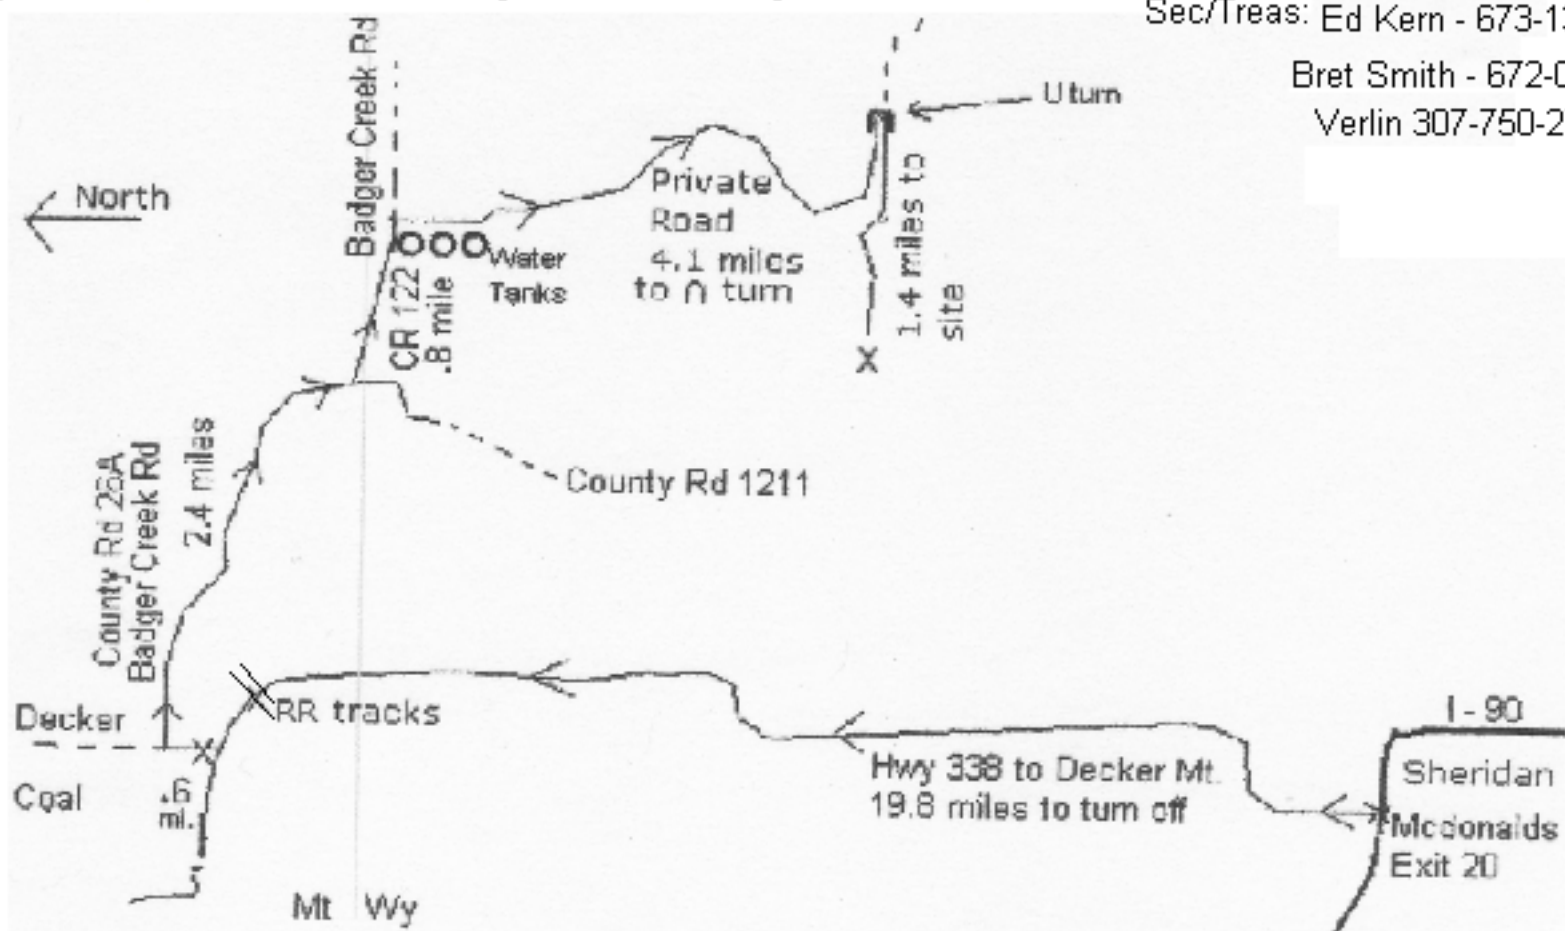 Sec/Treas: Ed Kern - 673-1
Bret Smith - 672-0
Verlin 307-750-2
Badger Creek Rd
U turn
North
Private
Road
4.1 miles
to ∩ turn
1.4 miles to
site
Water
Tanks
CR 122
.8 mile
County Rd 26A
Badger Creek Rd
2.4 miles
County Rd 1211
Decker
Coal
.6
mi.
RR tracks
Hwy 338 to Decker Mt.
19.8 miles to turn off
I - 90
Sheridan
Mcdonalds
Exit 20
Mt Wy
X